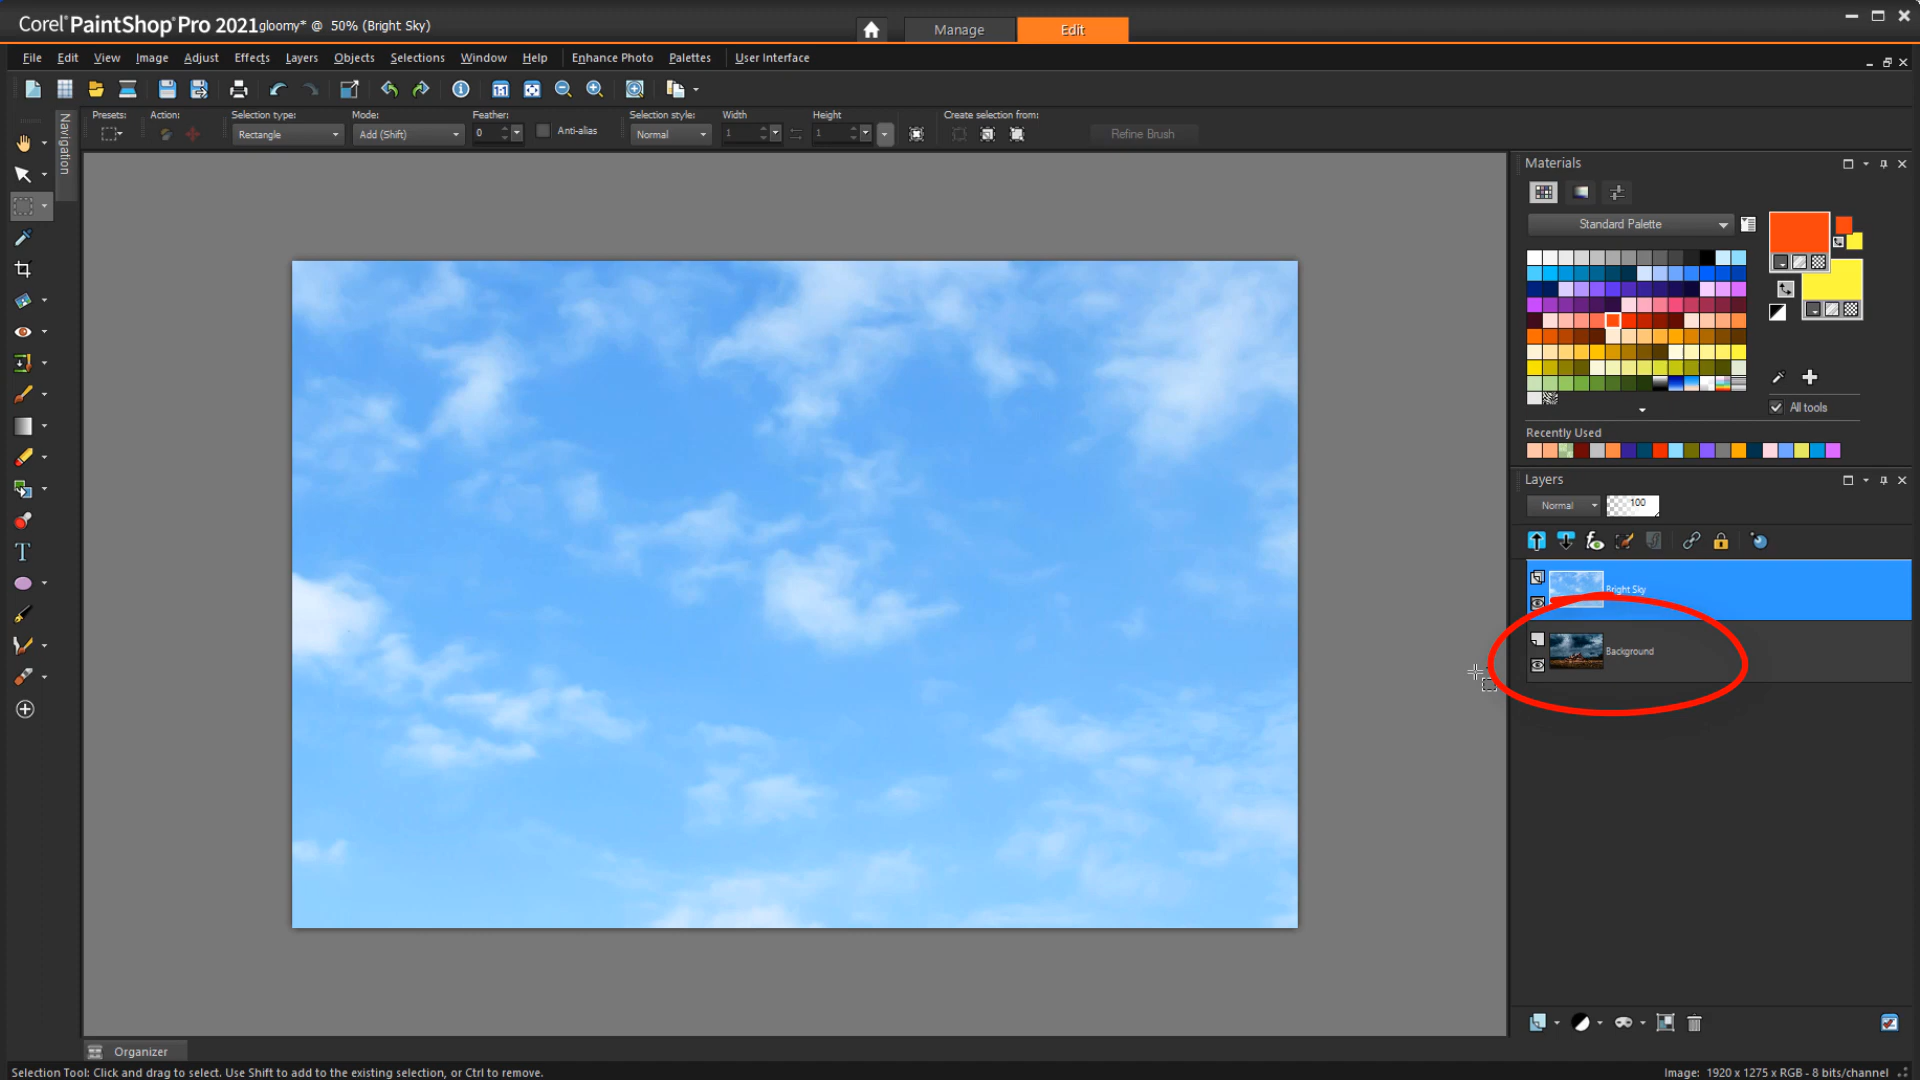 Corel® PaintShop® Pro 2021 gloomy* @ 50% (Bright Sky)
Manage
Edit
File Edit View Image Adjust Effects Layers Objects Selections Window Help Enhance Photo Palettes User Interface
Presets: Action: Selection type: Mode: Feather: Selection style: Width Height Create selection from:
Rectangle Add (Shift) 0 Anti-alias Normal 1 1 Refine Brush
Navigation
Materials
Standard Palette
All tools
Recently Used
Layers
Normal 100
Bright Sky
Background
Organizer
Selection Tool: Click and drag to select. Use Shift to add to the existing selection, or Ctrl to remove.
Image: 1920 x 1275 x RGB - 8 bits/channel